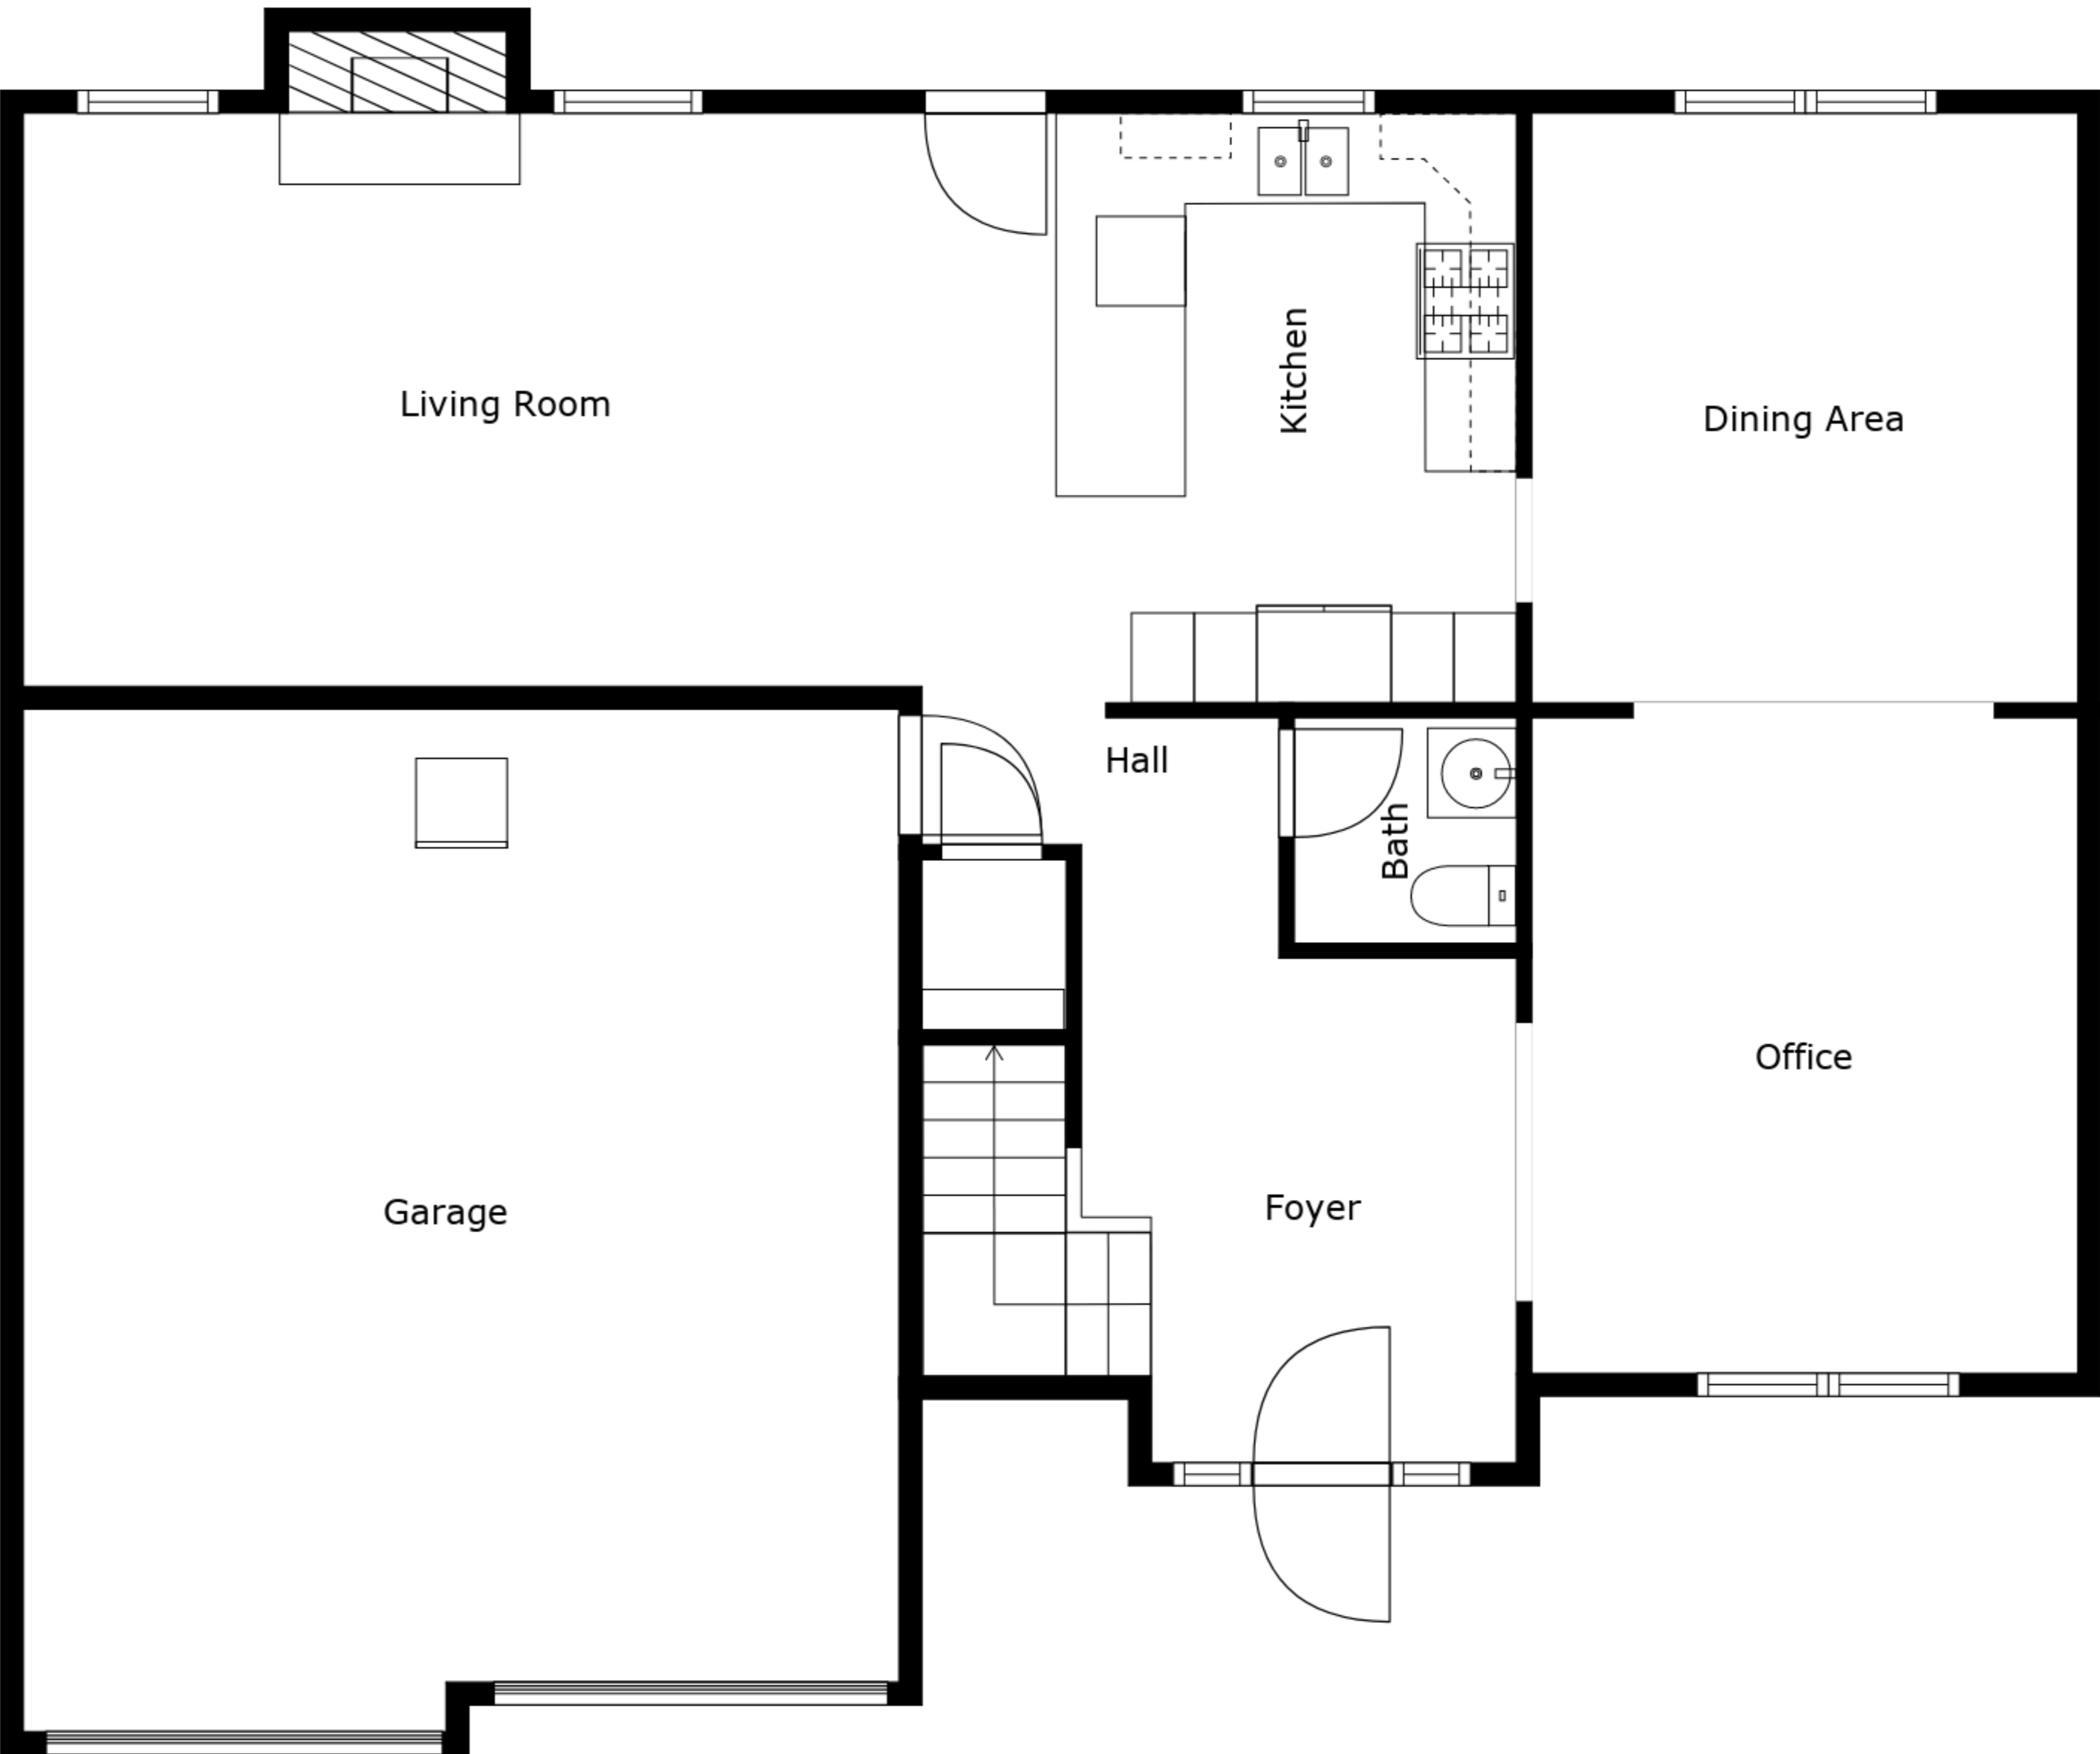 Living Room
Kitchen
Dining Area
Hall
Bath
Office
Garage
Foyer